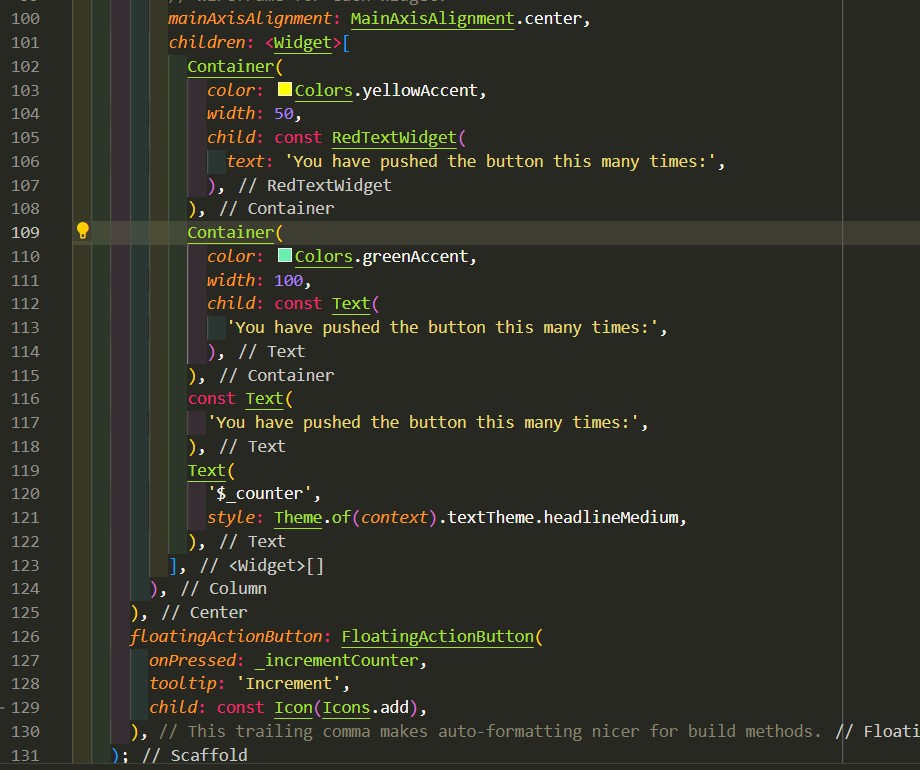 100 mainAxisAlignment: MainAxisAlignment.center,
101 children: <Widget>[
102 Container(
103 color: Colors.yellowAccent,
104 width: 50,
105 child: const RedTextWidget(
106 text: 'You have pushed the button this many times:',
107 ), // RedTextWidget
108 ), // Container
109 Container(
110 color: Colors.greenAccent,
111 width: 100,
112 child: const Text(
113 'You have pushed the button this many times:',
114 ), // Text
115 ), // Container
116 const Text(
117 'You have pushed the button this many times:',
118 ), // Text
119 Text(
120 '$_counter',
121 style: Theme.of(context).textTheme.headlineMedium,
122 ), // Text
123 ], // <Widget>[]
124 ), // Column
125 ), // Center
126 floatingActionButton: FloatingActionButton(
127 onPressed: _incrementCounter,
128 tooltip: 'Increment',
129 child: const Icon(Icons.add),
130 ), // This trailing comma makes auto-formatting nicer for build methods. // Floati
131 ); // Scaffold